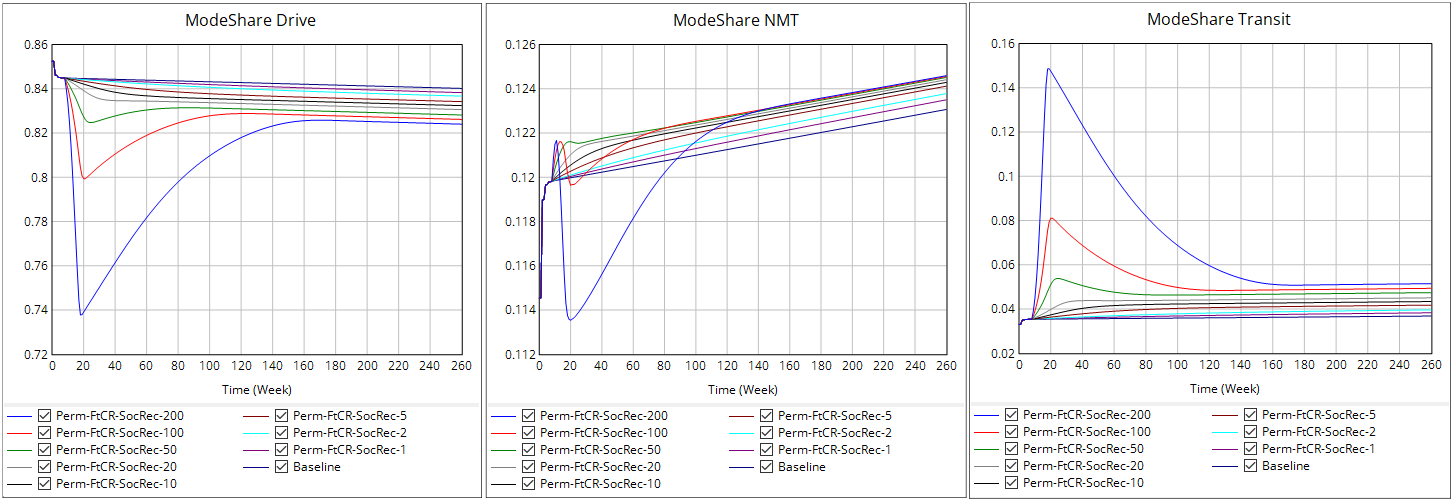 ModeShare Drive
0.86
0.84
0.82
0.8
0.78
0.76
0.74
0.72
0 20 40 60 80 100 120 140 160 180 200 220 240 260
Time (Week)
Perm-FtCR-SocRec-200 Perm-FtCR-SocRec-5
Perm-FtCR-SocRec-100 Perm-FtCR-SocRec-2
Perm-FtCR-SocRec-50 Perm-FtCR-SocRec-1
Perm-FtCR-SocRec-20 Baseline
Perm-FtCR-SocRec-10
ModeShare NMT
0.126
0.124
0.122
0.12
0.118
0.116
0.114
0.112
0 20 40 60 80 100 120 140 160 180 200 220 240 260
Time (Week)
Perm-FtCR-SocRec-200 Perm-FtCR-SocRec-5
Perm-FtCR-SocRec-100 Perm-FtCR-SocRec-2
Perm-FtCR-SocRec-50 Perm-FtCR-SocRec-1
Perm-FtCR-SocRec-20 Baseline
Perm-FtCR-SocRec-10
ModeShare Transit
0.16
0.14
0.12
0.1
0.08
0.06
0.04
0.02
0 20 40 60 80 100 120 140 160 180 200 220 240 260
Time (Week)
Perm-FtCR-SocRec-200 Perm-FtCR-SocRec-5
Perm-FtCR-SocRec-100 Perm-FtCR-SocRec-2
Perm-FtCR-SocRec-50 Perm-FtCR-SocRec-1
Perm-FtCR-SocRec-20 Baseline
Perm-FtCR-SocRec-10